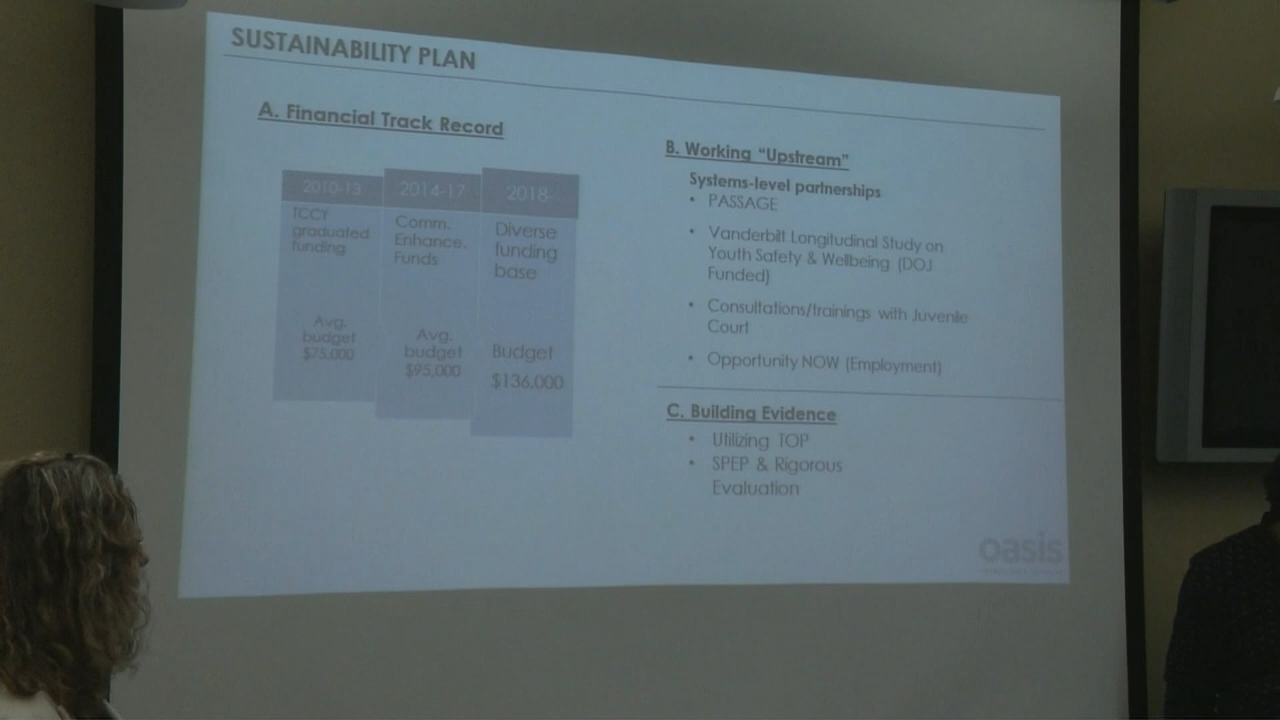 SUSTAINABILITY PLAN
A. Financial Track Record
2010-13
TCCY
graduated
funding
Avg.
budget
$75,000
2014-17
Comm.
Enhance.
Funds
Avg.
budget
$95,000
2018-
Diverse
funding
base
Budget
$136,000
B. Working “Upstream”
Systems-level partnerships
• PASSAGE
• Vanderbilt Longitudinal Study on
Youth Safety & Wellbeing (DOJ
Funded)
• Consultations/trainings with Juvenile
Court
• Opportunity NOW (Employment)
C. Building Evidence
• Utilizing TOP
• SPEP & Rigorous
Evaluation
oasis